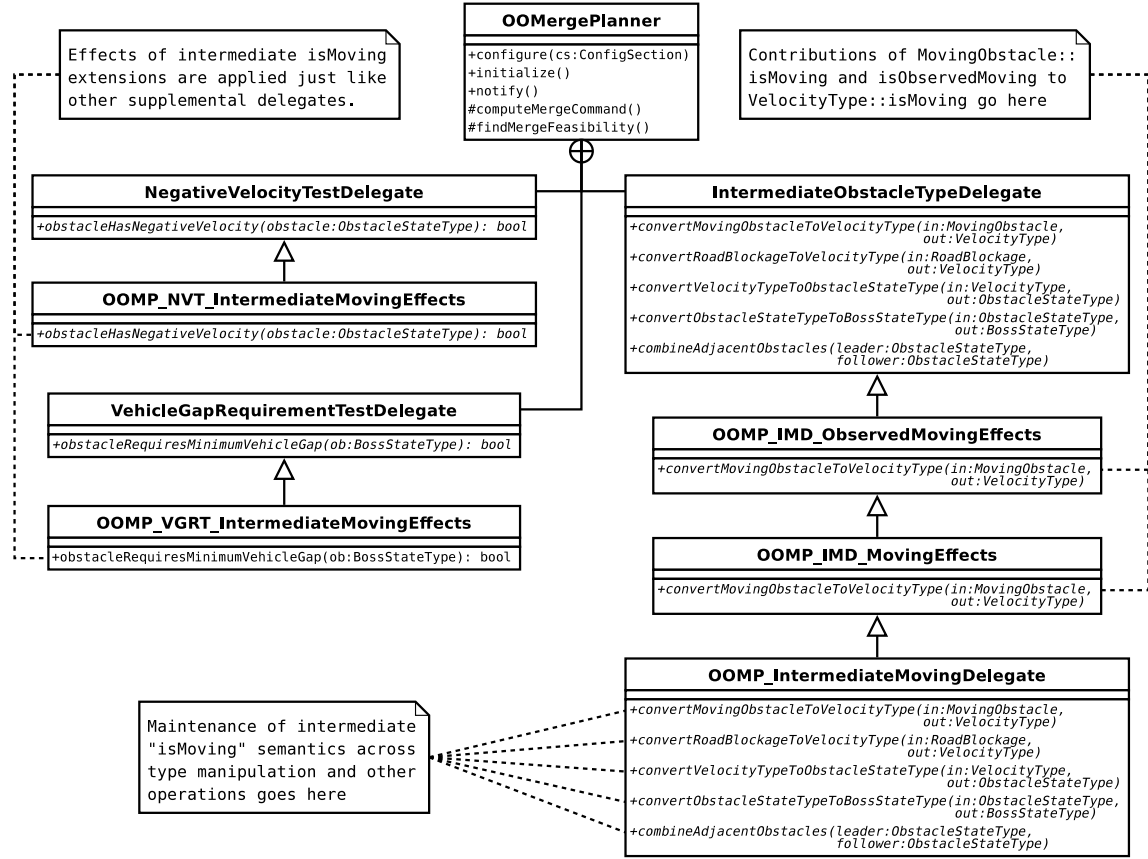 OOMergePlanner
+configure(cs:ConfigSection)
+initialize()
+notify()
#computeMergeCommand()
#findMergeFeasibility()
Effects of intermediate isMoving
extensions are applied just like
other supplemental delegates.
Contributions of MovingObstacle::
isMoving and isObservedMoving to
VelocityType::isMoving go here
NegativeVelocityTestDelegate
+obstacleHasNegativeVelocity(obstacle:ObstacleStateType): bool
OOMP_NVT_IntermediateMovingEffects
+obstacleHasNegativeVelocity(obstacle:ObstacleStateType): bool
VehicleGapRequirementTestDelegate
+obstacleRequiresMinimumVehicleGap(ob:BossStateType): bool
OOMP_VGRT_IntermediateMovingEffects
+obstacleRequiresMinimumVehicleGap(ob:BossStateType): bool
IntermediateObstacleTypeDelegate
+convertMovingObstacleToVelocityType(in:MovingObstacle,
out:VelocityType)
+convertRoadBlockageToVelocityType(in:RoadBlockage,
out:VelocityType)
+convertVelocityTypeToObstacleStateType(in:VelocityType,
out:ObstacleStateType)
+convertObstacleStateTypeToBossStateType(in:ObstacleStateType,
out:BossStateType)
+combineAdjacentObstacles(leader:ObstacleStateType,
follower:ObstacleStateType)
OOMP_IMD_ObservedMovingEffects
+convertMovingObstacleToVelocityType(in:MovingObstacle,
out:VelocityType)
OOMP_IMD_MovingEffects
+convertMovingObstacleToVelocityType(in:MovingObstacle,
out:VelocityType)
OOMP_IntermediateMovingDelegate
+convertMovingObstacleToVelocityType(in:MovingObstacle,
out:VelocityType)
+convertRoadBlockageToVelocityType(in:RoadBlockage,
out:VelocityType)
+convertVelocityTypeToObstacleStateType(in:VelocityType,
out:ObstacleStateType)
+convertObstacleStateTypeToBossStateType(in:ObstacleStateType,
out:BossStateType)
+combineAdjacentObstacles(leader:ObstacleStateType,
follower:ObstacleStateType)
Maintenance of intermediate
"isMoving" semantics across
type manipulation and other
operations goes here